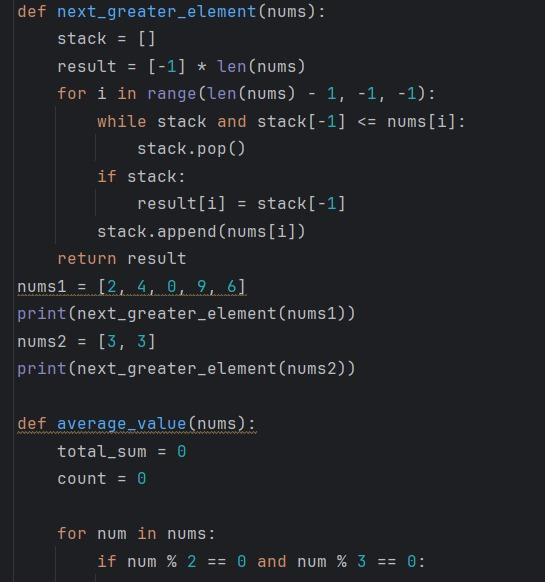 def next_greater_element(nums):
    stack = []
    result = [-1] * len(nums)
    for i in range(len(nums) - 1, -1, -1):
        while stack and stack[-1] <= nums[i]:
            stack.pop()
        if stack:
            result[i] = stack[-1]
        stack.append(nums[i])
    return result
nums1 = [2, 4, 0, 9, 6]
print(next_greater_element(nums1))
nums2 = [3, 3]
print(next_greater_element(nums2))

def average_value(nums):
    total_sum = 0
    count = 0

    for num in nums:
        if num % 2 == 0 and num % 3 == 0: